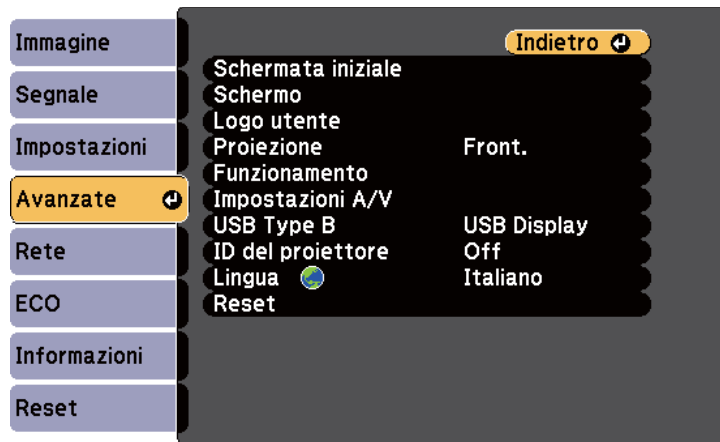 Immagine
Segnale
Impostazioni
Avanzate
Rete
ECO
Informazioni
Reset
Indietro
Schermata iniziale
Schermo
Logo utente
Proiezione Front.
Funzionamento
Impostazioni A/V
USB Type B USB Display
ID del proiettore Off
Lingua Italiano
Reset